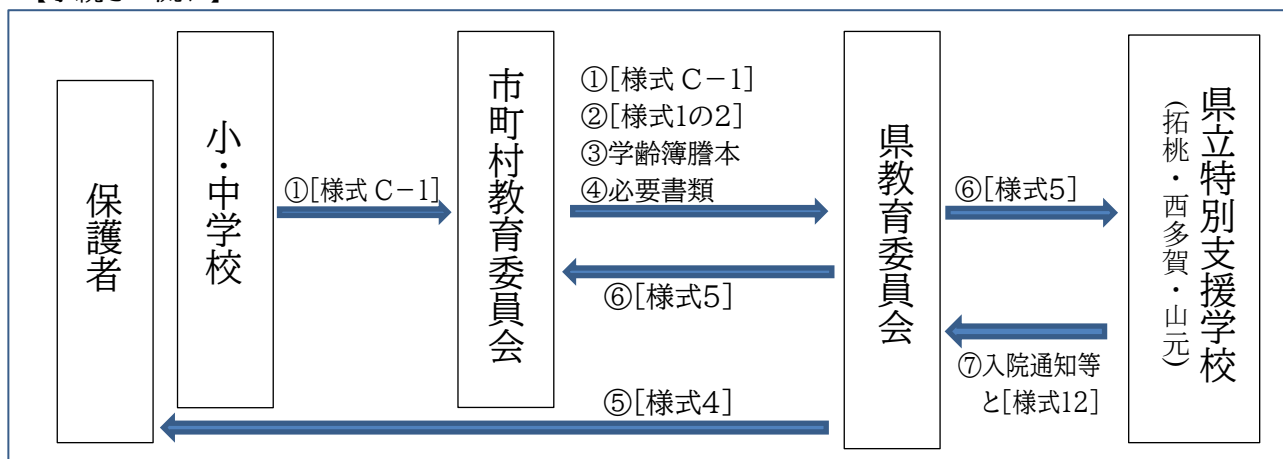 保護者
小・中学校
①[様式 C－1]
市町村教育委員会
①[様式 C－1]
②[様式1の2]
③学齢簿謄本
④必要書類
⑥[様式5]
⑤[様式4]
県教育委員会
⑥[様式5]
⑦入院通知等
と[様式12]
県立特別支援学校
(拓桃・西多賀・山元)